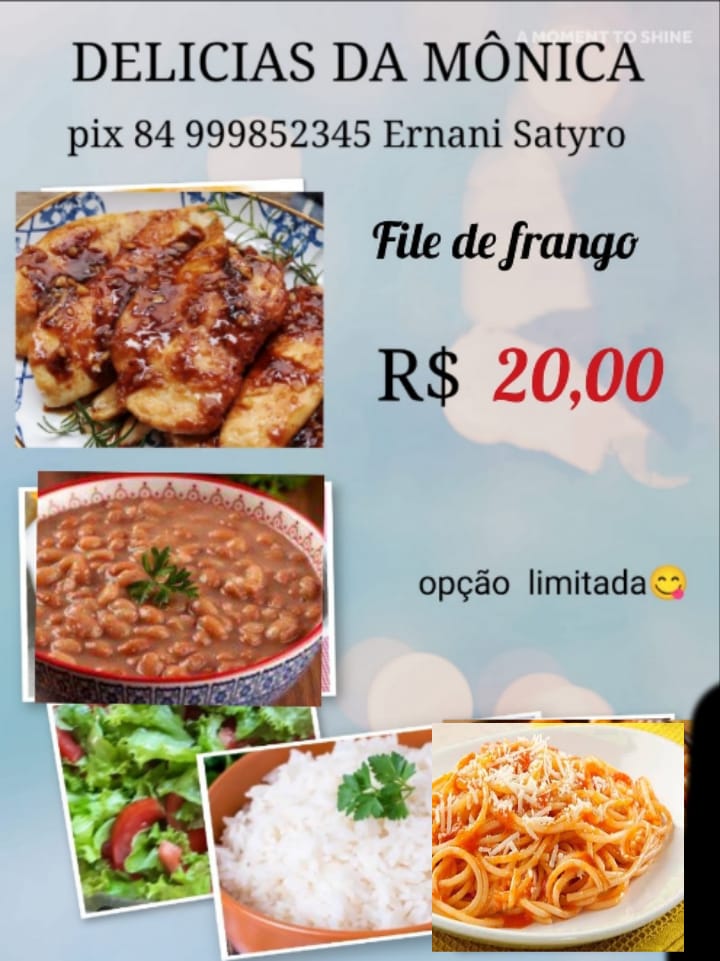 A MOMENT TO SHINE
DELICIAS DA MÔNICA
pix 84 999852345 Ernani Satyro
File de frango
R$ 20,00
opção limitada😋